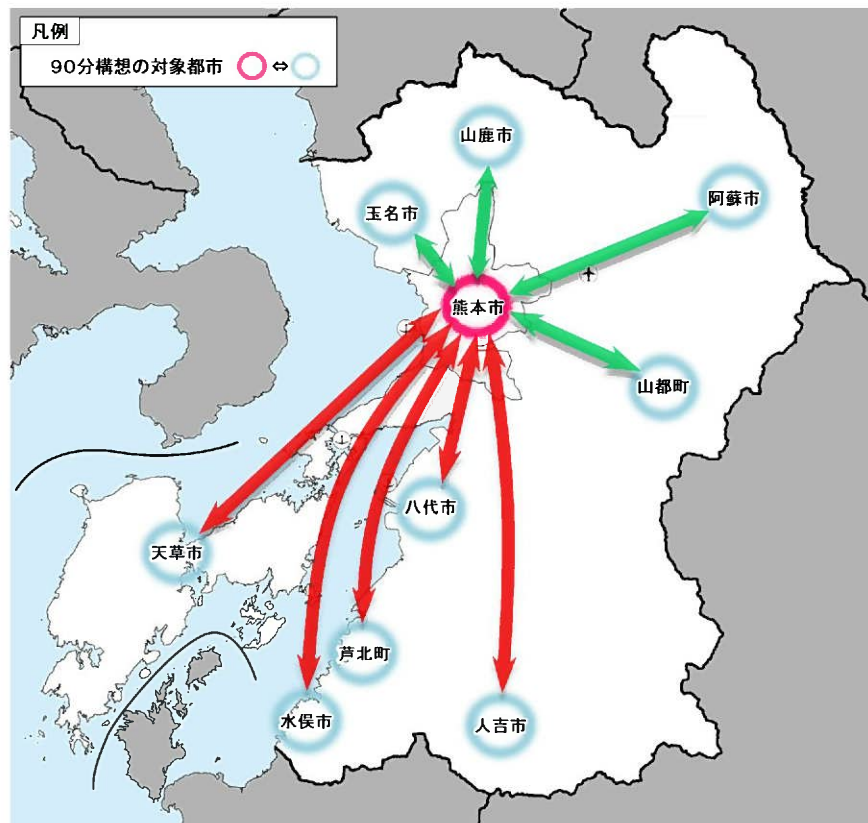 凡例
90分構想の対象都市 ⇔
山鹿市
阿蘇市
玉名市
熊本市
山都町
八代市
天草市
芦北町
水俣市
人吉市